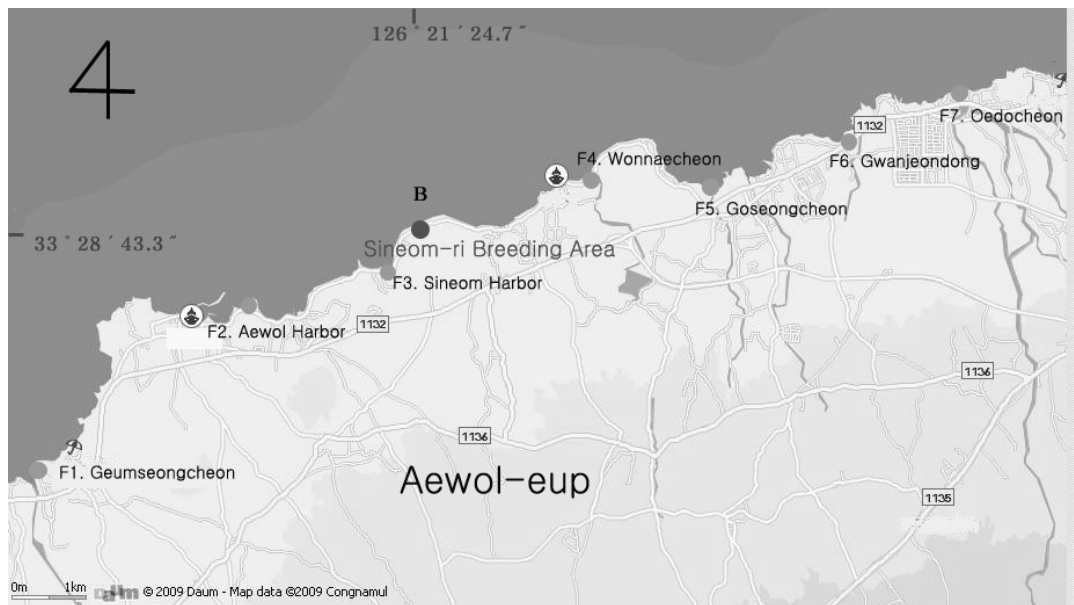 126 ° 21 ′ 24.7 ″
4
F7. Oedocheon
1132
F4. Wonnaecheon
F6. Gwanjeondong
B
F5. Goseongcheon
33 ° 28 ′ 43.3 ″
Sineom-ri Breeding Area
F3. Sineom Harbor
F2. Aewol Harbor
1132
1136
1136
F1. Geumseongcheon
Aewol-eup
1135
0m 1km Daum © 2009 Daum - Map data ©2009 Congnamul